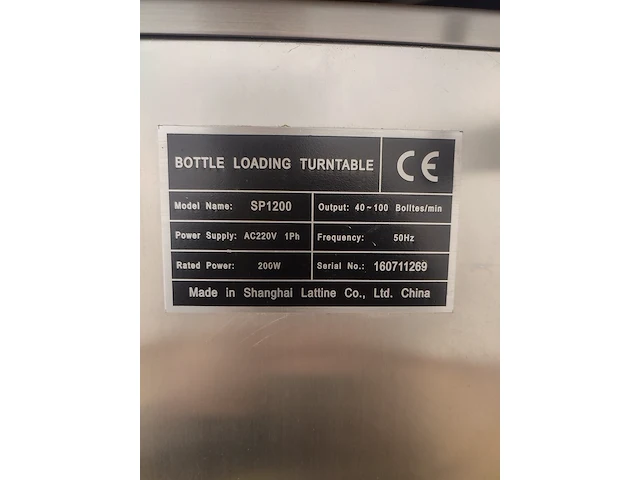 BOTTLE LOADING TURNTABLE CE
Model Name: SP1200 Output: 40~100 Bolltes/min
Power Supply: AC220V 1Ph Frequency: 50Hz
Rated Power: 200W Serial No.: 160711269
Made in Shanghai Lattine Co., Ltd. China